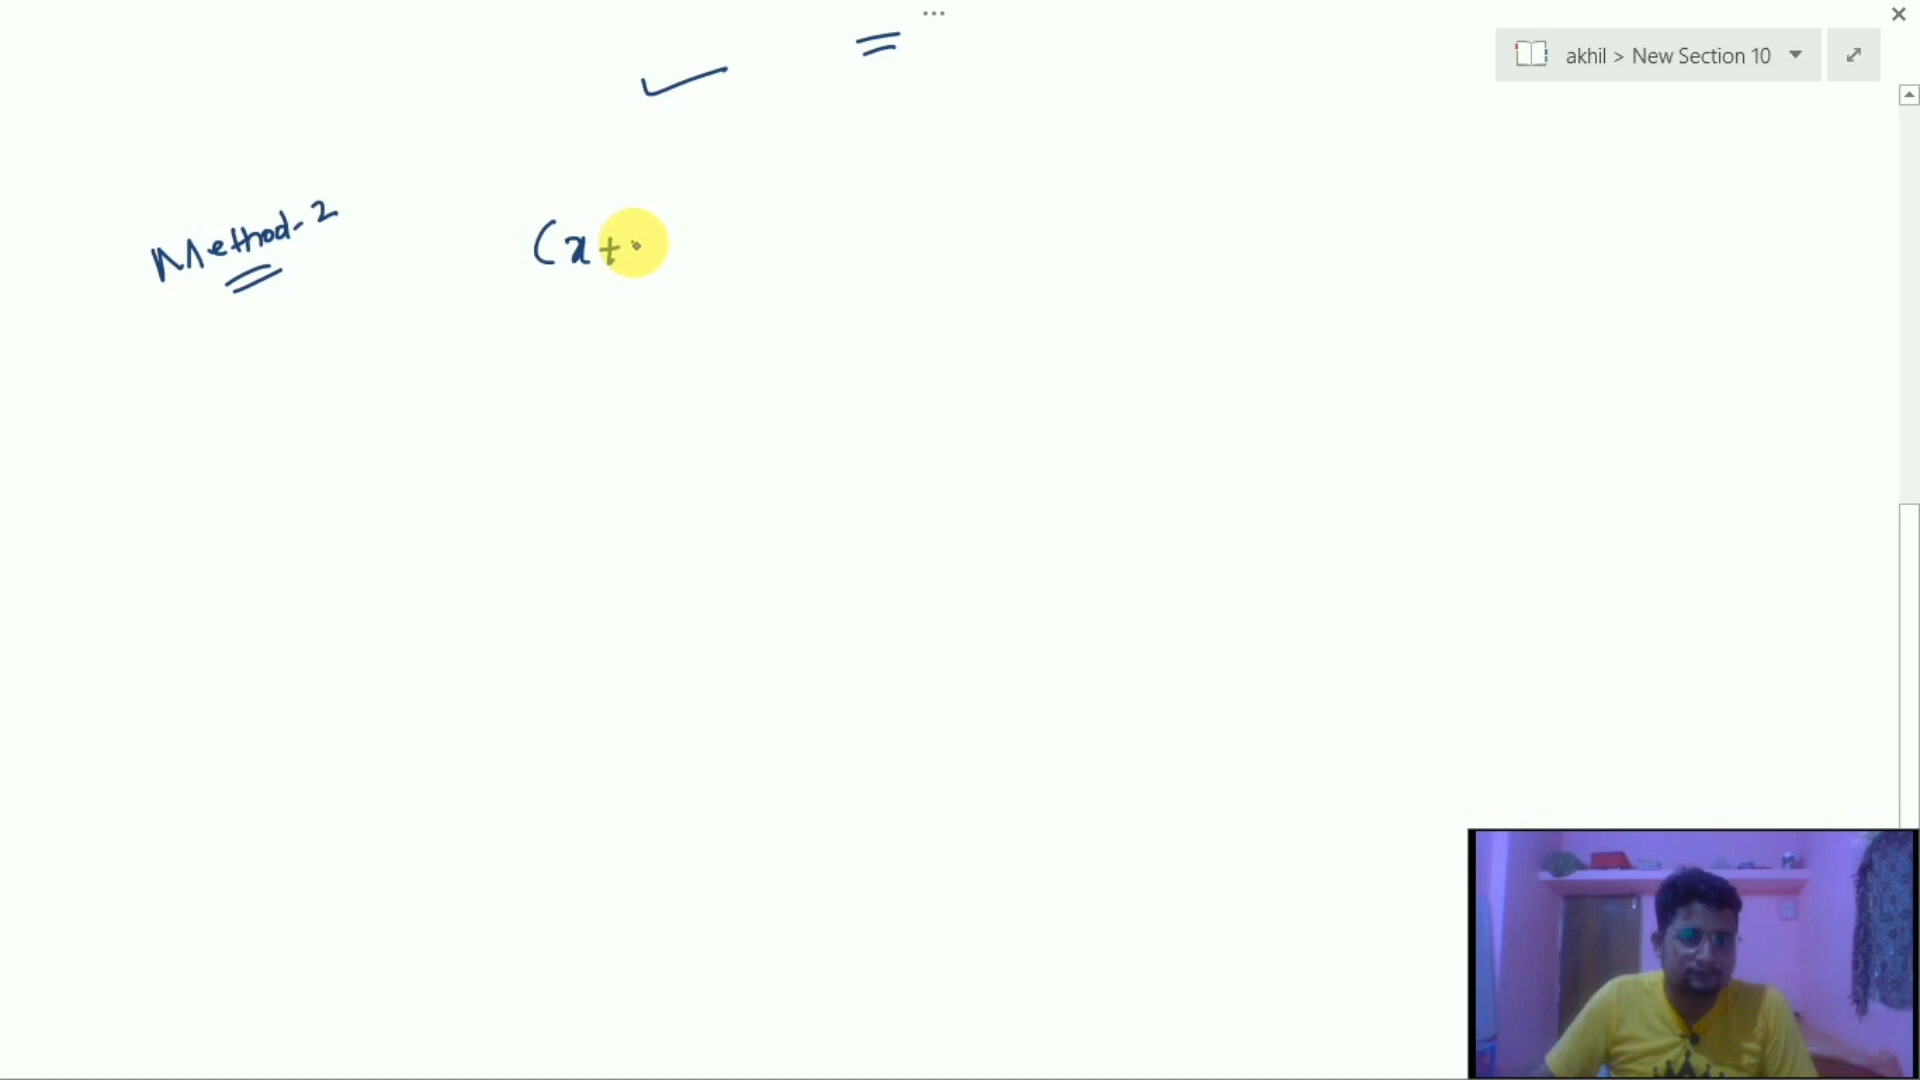 ...
=
akhil > New Section 10
Method-2
(x+